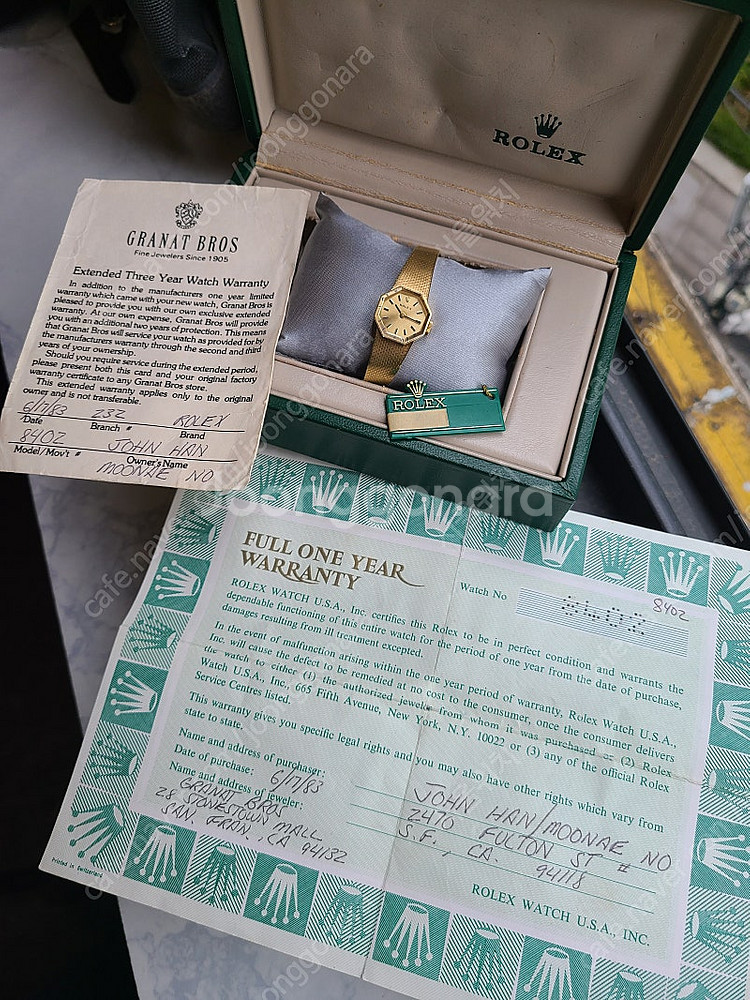 ROLEX
GRANAT BROS
Fine Jewelers Since 1905
Extended Three Year Watch Warranty
In addition to the manufacturers one year limited
warranty which came with your new watch, Granat Bros is
pleased to provide you with our own exclusive extended
warranty. At our own expense, Granat Bros will provide
you with an additional two years of protection. This means
that Granat Bros will service your watch as provided for by
the manufacturers warranty through the second and third
years of your ownership.
Should you require service during the extended period,
please present both this card and your original factory
warranty certificate to any Granat Bros store.
This extended warranty applies only to the original
owner and is not transferable.
6/7/83 232 ROLEX
Date Branch # Brand
8402 JOHN HAN
Model/Mov't # Owner's Name
MOONAE NO
ROLEX
joonggonara
FULL ONE YEAR
WARRANTY
Watch No
8402
ROLEX WATCH U.S.A., Inc. certifies this Rolex to be in perfect condition and warrants the
dependable functioning of this entire watch for the period of one year from the date of purchase,
damages resulting from ill treatment excepted.
In the event of malfunction arising within the one year period of warranty, Rolex Watch U.S.A.,
Inc. will cause the defect to be remedied at no cost to the consumer, once the consumer delivers
the watch to either (1) the authorized jeweler from whom it was purchased or (2) Rolex
Watch U.S.A., Inc., 665 Fifth Avenue, New York, N.Y. 10022 or (3) any of the official Rolex
Service Centres listed.
This warranty gives you specific legal rights and you may also have other rights which vary from
state to state.
Name and address of purchaser:
JOHN HAN/MOONAE NO
2470 FULTON ST #
S.F., CA. 94118
Date of purchase: 6/7/83
Name and address of jeweler:
GRANAT BROS
28 STONESTOWN MALL
SAN. FRAN., CA 94132
ROLEX WATCH U.S.A., INC.
Printed in Switzerland